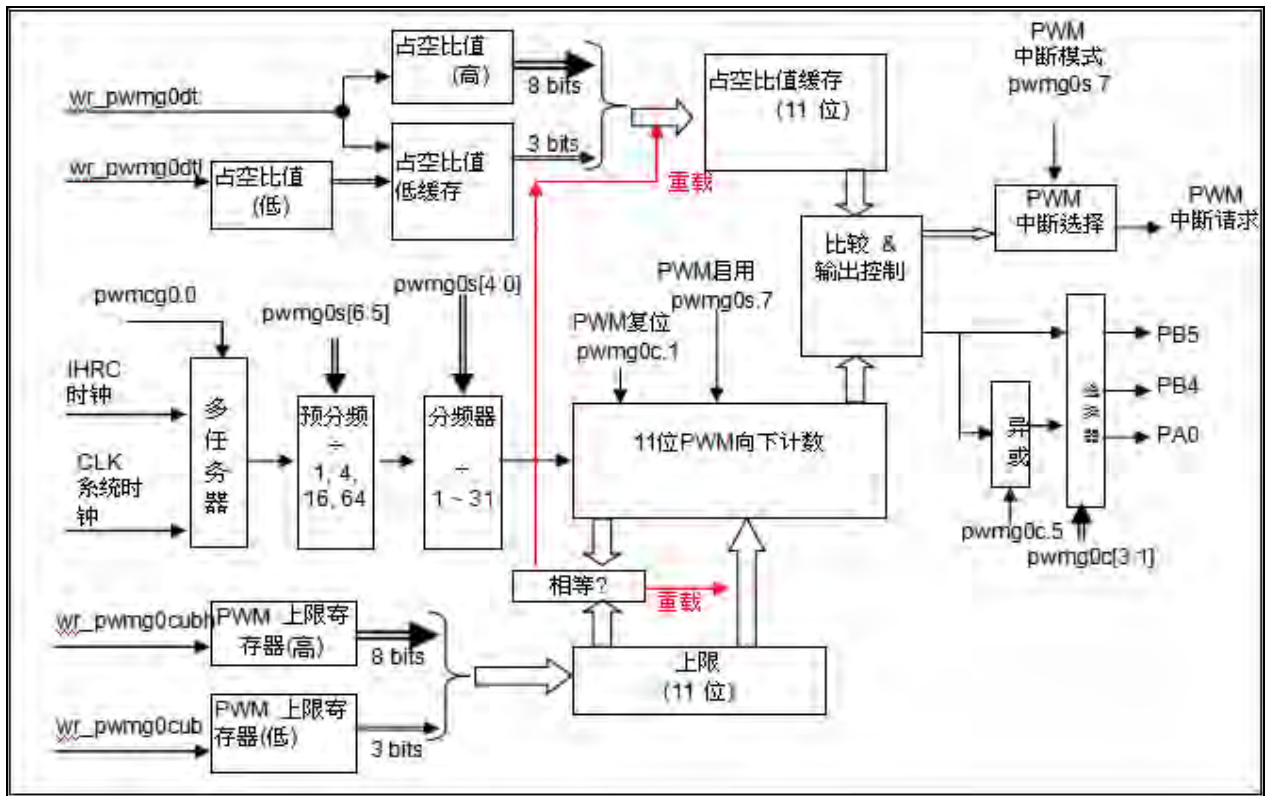 占空比值
(高)
8 bits
占空比值缓存
(11 位)
PWM
中断模式
pwmg0s.7
wr_pwmg0dt
3 bits
wr_pwmg0dtl
占空比值
(低)
占空比值
低缓存
重载
PWM
中断选择
PWM
中断请求
比较 &
输出控制
pwmcg0.0
pwmg0s[6:5]
pwmg0s[4:0]
PWM启用
pwmg0s.7
PWM复位
pwmg0c.1
IHRC
时钟
CLK
系统时
钟
多
任
务
器
预分频
÷
1, 4,
16, 64
分频器
÷
1 ~ 31
11位PWM向下计数
异
或
PB5
PB4
PA0
pwmg0c.5
pwmg0c[3:1]
相等?
重载
wr_pwmg0cubh
PWM 上限寄
存器(高)
8 bits
上限
(11 位)
wr_pwmg0cub
PWM 上限寄
存器(低)
3 bits